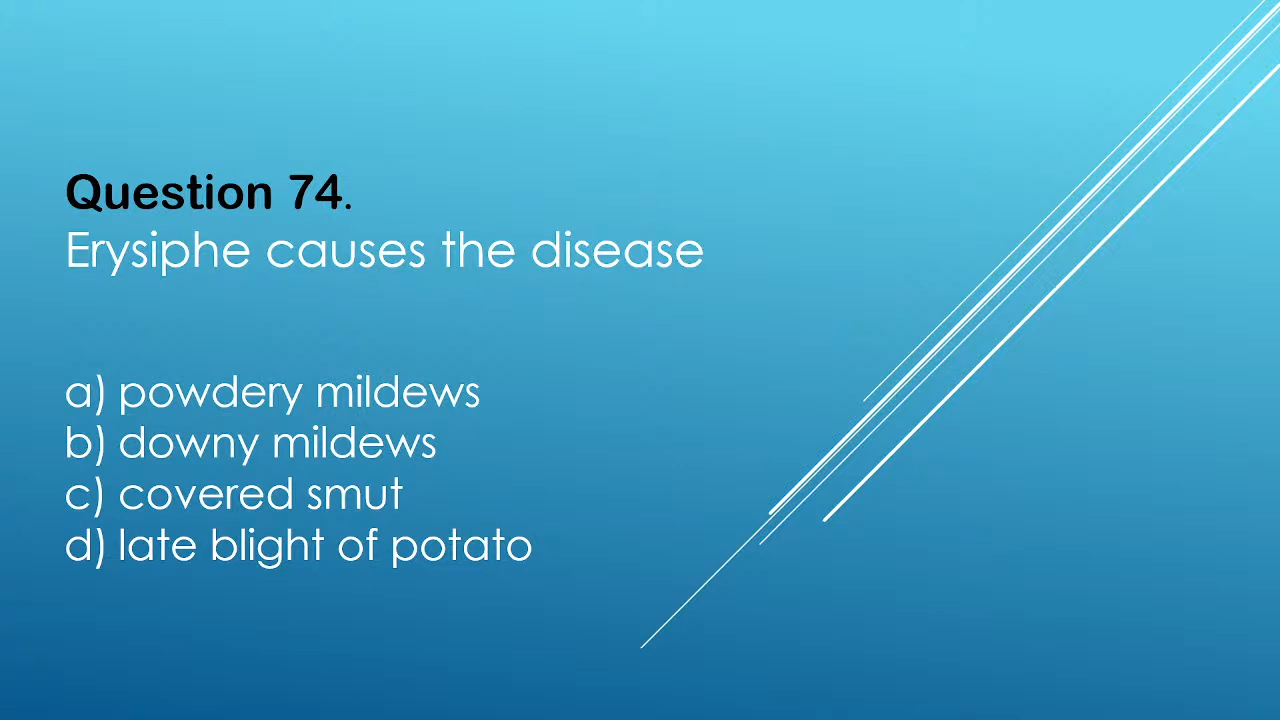 Question 74.
Erysiphe causes the disease
a) powdery mildews
b) downy mildews
c) covered smut
d) late blight of potato